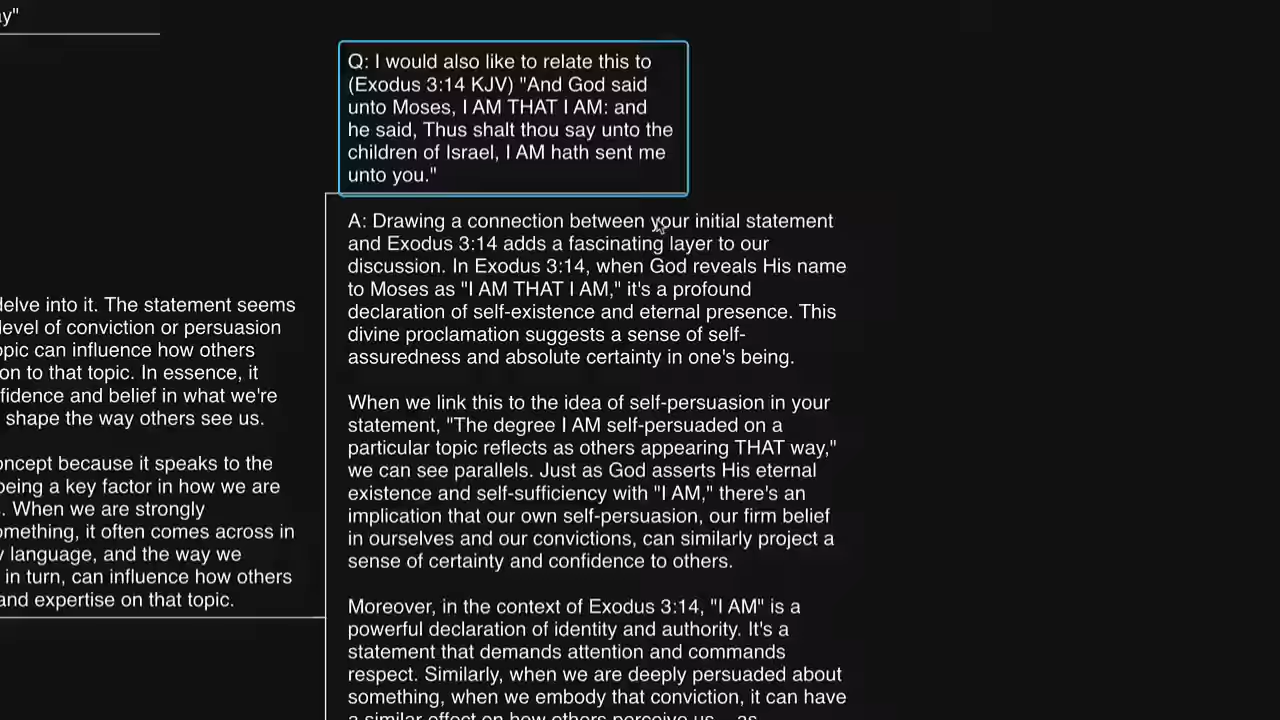 Q: I would also like to relate this to
(Exodus 3:14 KJV) "And God said
unto Moses, I AM THAT I AM: and
he said, Thus shalt thou say unto the
children of Israel, I AM hath sent me
unto you."
delve into it. The statement seems
level of conviction or persuasion
opic can influence how others
on to that topic. In essence, it
fidence and belief in what we're
shape the way others see us.
oncept because it speaks to the
being a key factor in how we are
. When we are strongly
omething, it often comes across in
y language, and the way we
in turn, can influence how others
and expertise on that topic.
A: Drawing a connection between your initial statement
and Exodus 3:14 adds a fascinating layer to our
discussion. In Exodus 3:14, when God reveals His name
to Moses as "I AM THAT I AM," it's a profound
declaration of self-existence and eternal presence. This
divine proclamation suggests a sense of self-
assuredness and absolute certainty in one's being.
When we link this to the idea of self-persuasion in your
statement, "The degree I AM self-persuaded on a
particular topic reflects as others appearing THAT way,"
we can see parallels. Just as God asserts His eternal
existence and self-sufficiency with "I AM," there's an
implication that our own self-persuasion, our firm belief
in ourselves and our convictions, can similarly project a
sense of certainty and confidence to others.
Moreover, in the context of Exodus 3:14, "I AM" is a
powerful declaration of identity and authority. It's a
statement that demands attention and commands
respect. Similarly, when we are deeply persuaded about
something, when we embody that conviction, it can have
a similar effect on how others perceive us